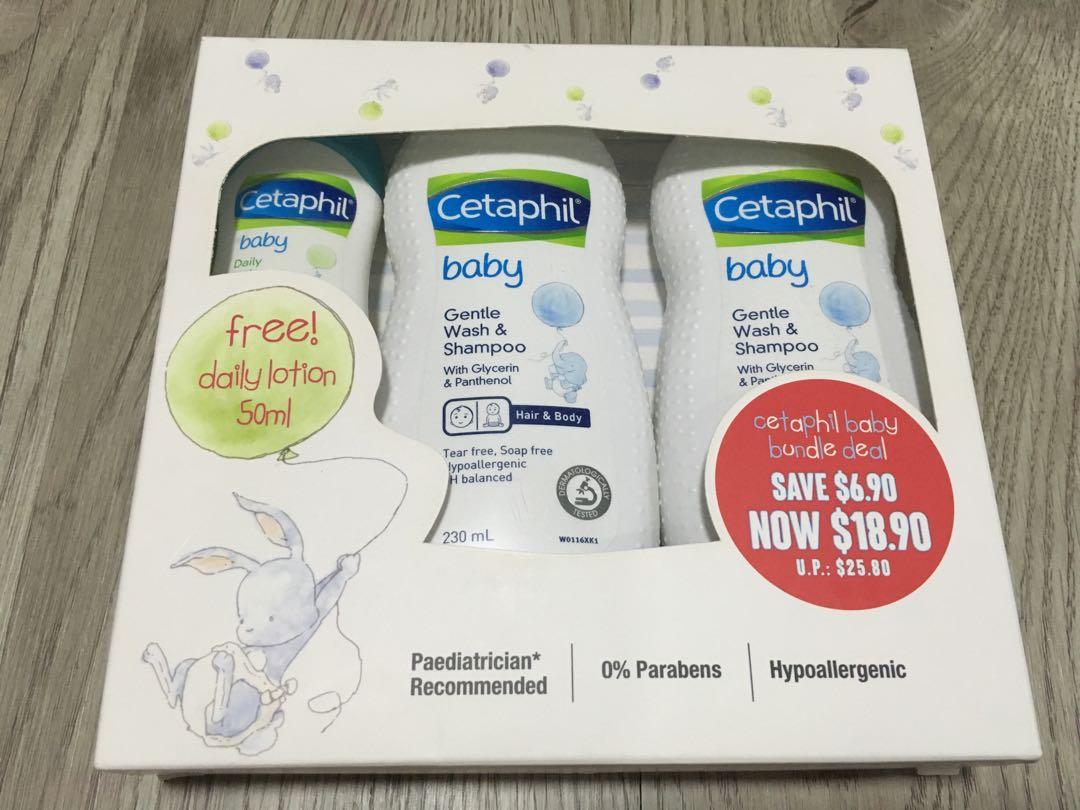 Cetaphil®
baby
Daily
free!
daily lotion
50ml
Cetaphil®
baby
Gentle
Wash &
Shampoo
With Glycerin
& Panthenol
Hair & Body
Tear free, Soap free
ypoallergenic
H balanced
DERMATOLOGICALLY
TESTED
230 mL
W0116XK1
Cetaphil®
baby
Gentle
Wash &
Shampoo
With Glycerin
& Pa
cetaphil baby
bundle deal
SAVE $6.90
NOW $18.90
U.P.: $25.80
Paediatrician*
Recommended
0% Parabens
Hypoallergenic